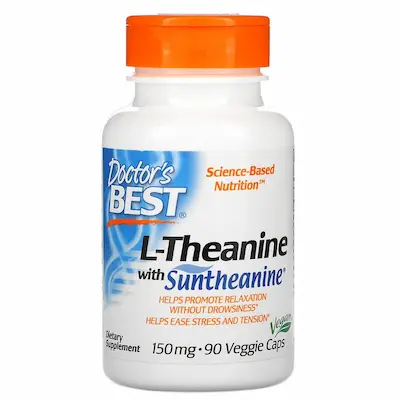 Doctor's
BEST®
Science-Based
Nutrition™
L-Theanine
with Suntheanine®
HELPS PROMOTE RELAXATION
WITHOUT DROWSINESS*
HELPS EASE STRESS AND TENSION*
Vegan
Dietary
Supplement
150 mg • 90 Veggie Caps